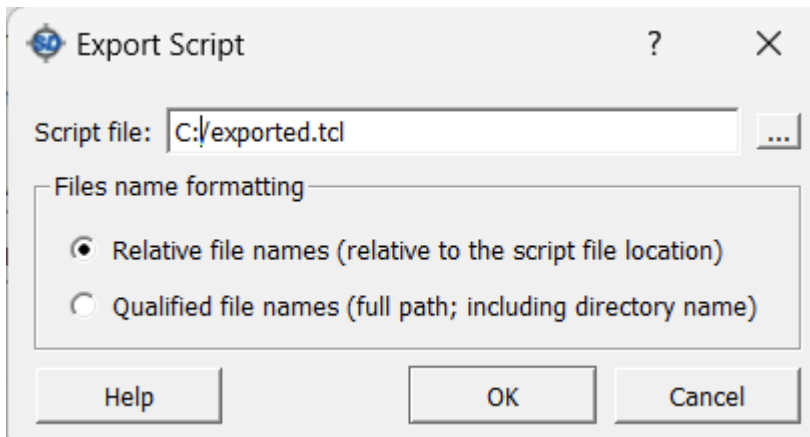 SD Export Script ?
Script file: C:/exported.tcl ...
Files name formatting
Relative file names (relative to the script file location)
Qualified file names (full path; including directory name)
Help OK Cancel